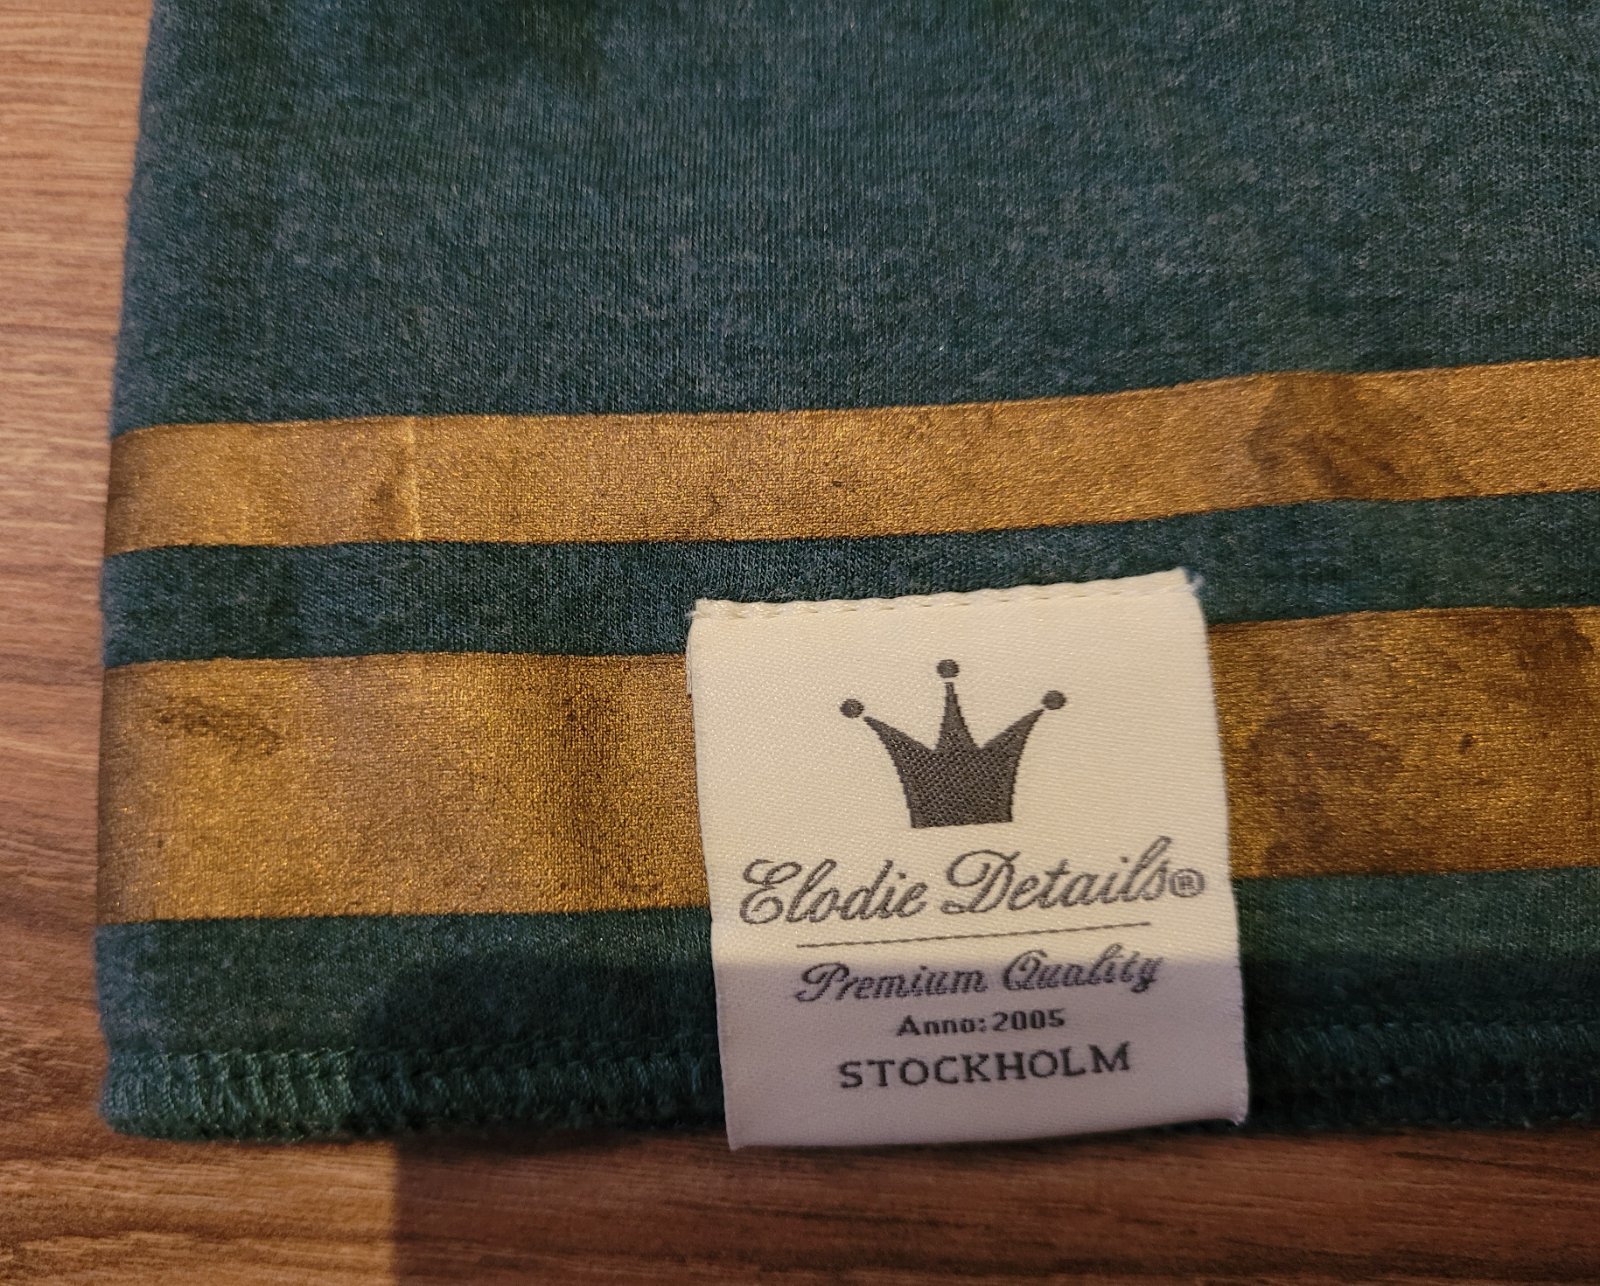 Elodie Details®
Premium Quality
Anno: 2005
STOCKHOLM